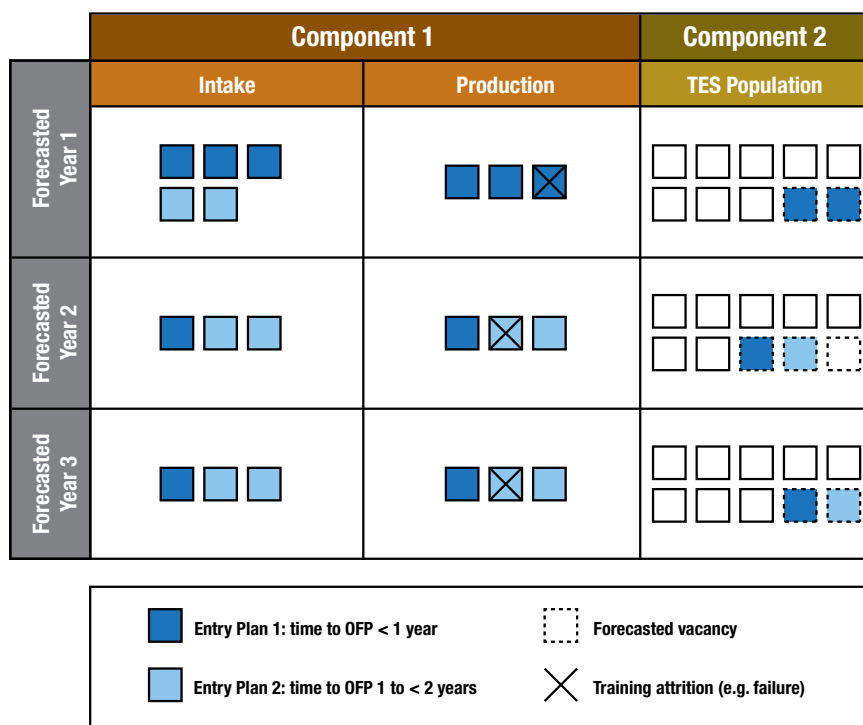 Component 1
Component 2
Intake
Production
TES Population
Forecasted
Year 1
Forecasted
Year 2
Forecasted
Year 3
Entry Plan 1: time to OFP < 1 year
Forecasted vacancy
Entry Plan 2: time to OFP 1 to < 2 years
Training attrition (e.g. failure)